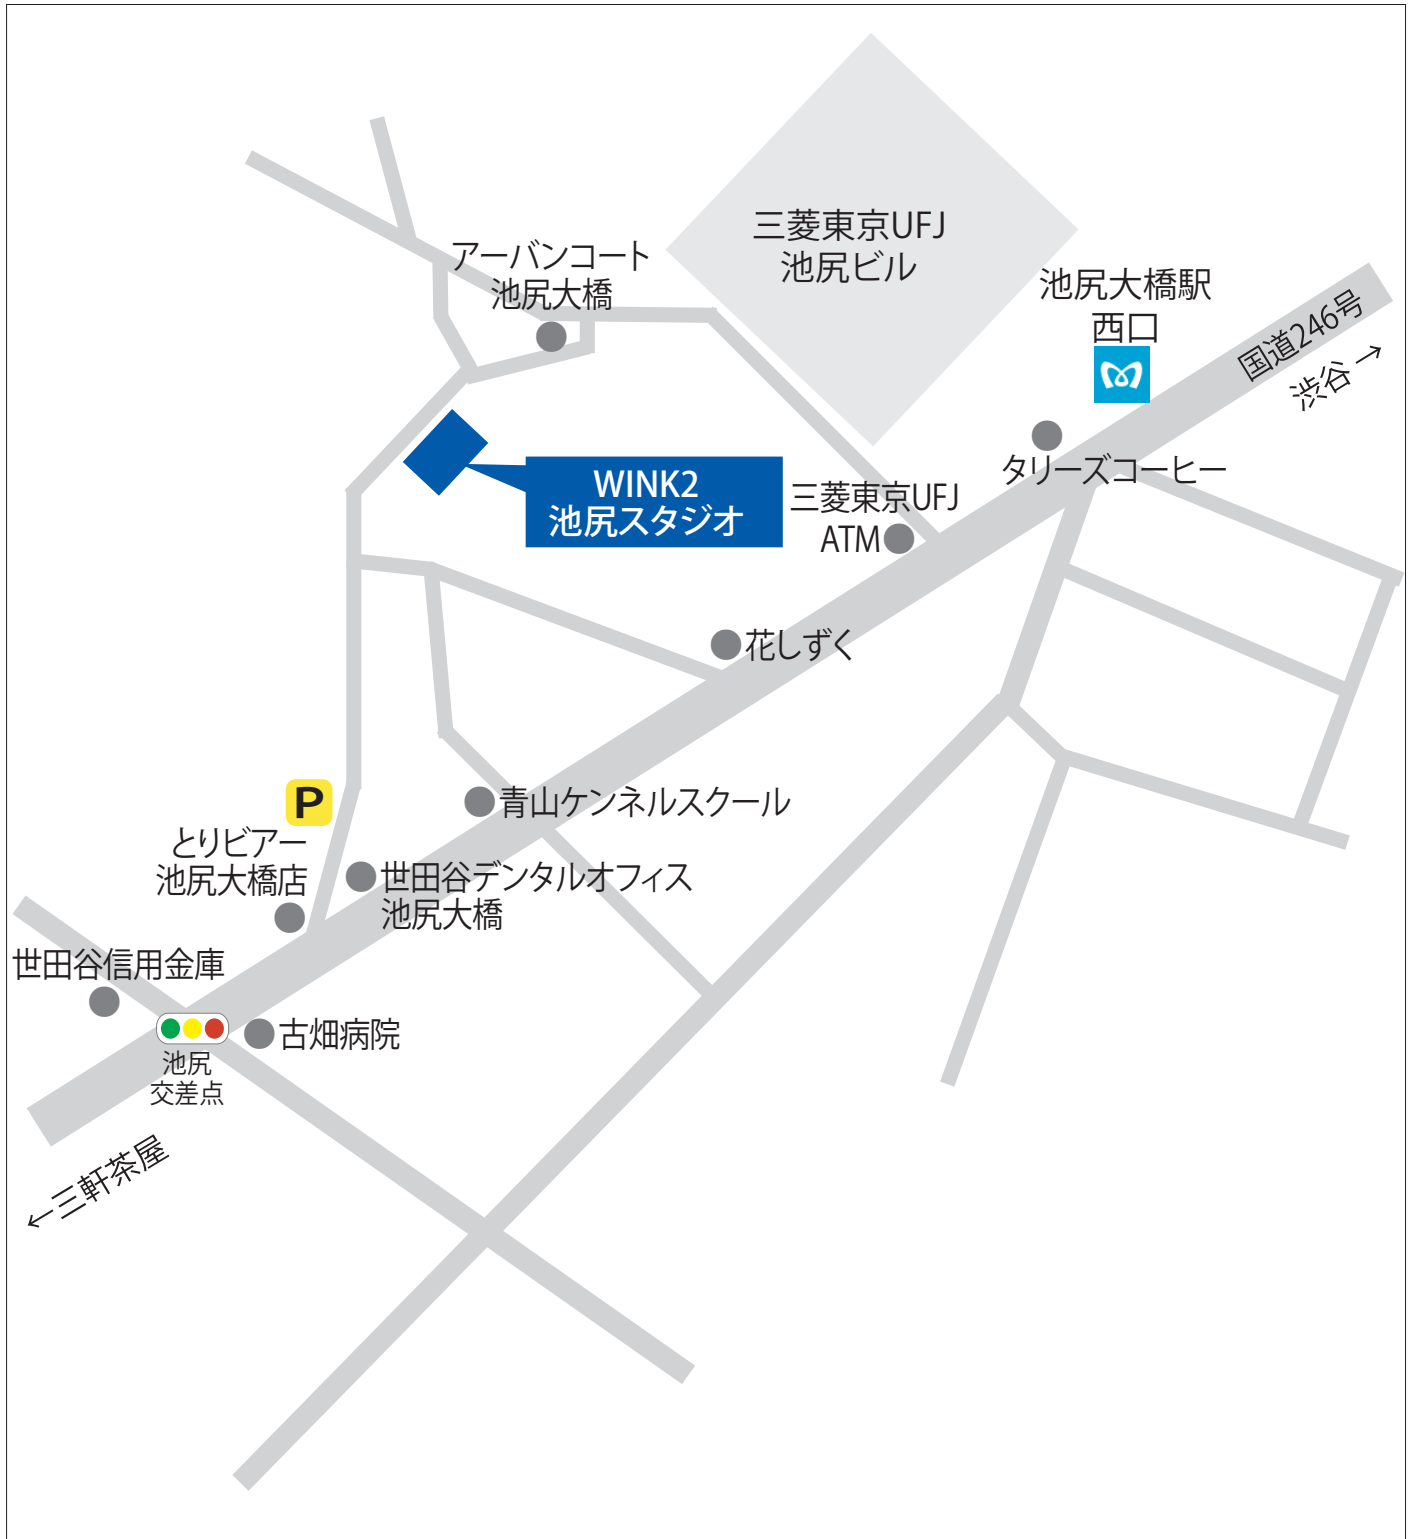 三菱東京UFJ
池尻ビル
アーバンコート
池尻大橋
池尻大橋駅
西口
国道246号
渋谷→
タリーズコーヒー
WINK2
池尻スタジオ
三菱東京UFJ
ATM
花しずく
P
青山ケンネルスクール
とりビアー
池尻大橋店
世田谷デンタルオフィス
池尻大橋
世田谷信用金庫
古畑病院
池尻
交差点
←三軒茶屋